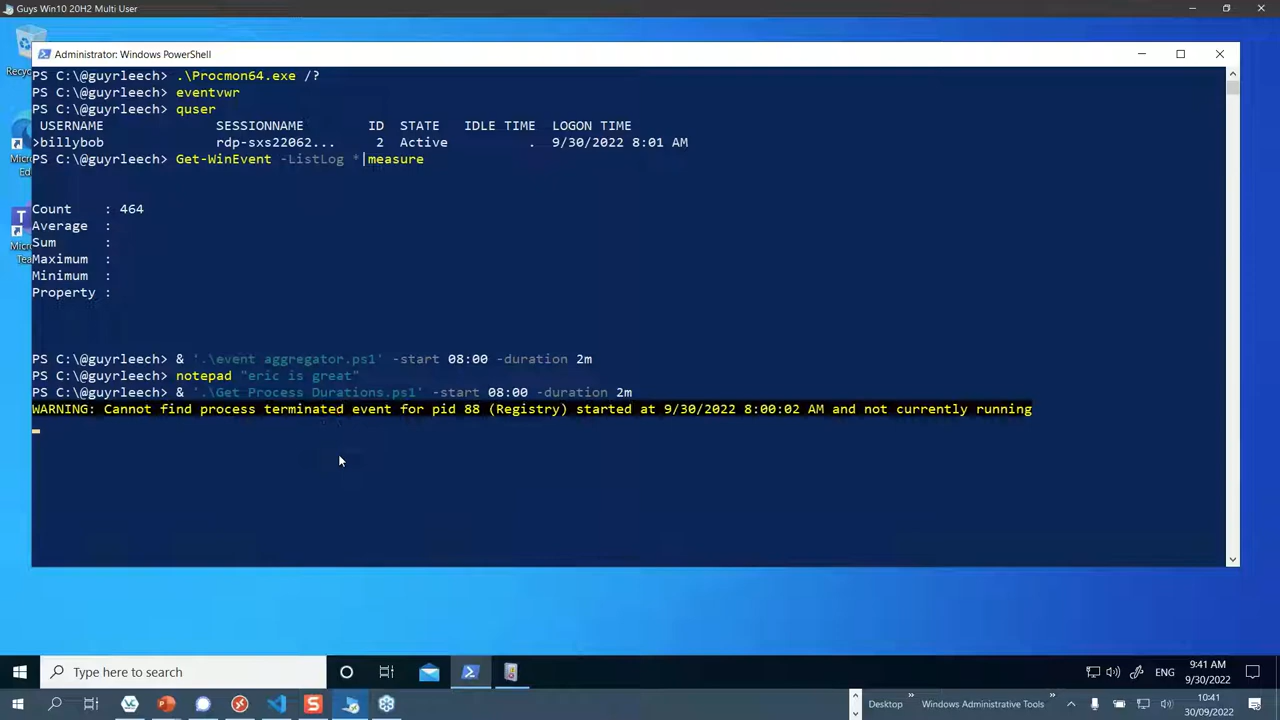 Guys Win10 20H2 Multi User
Administrator: Windows PowerShell
PS C:\@guyrleech> .\Procmon64.exe /?
PS C:\@guyrleech> eventvwr
PS C:\@guyrleech> quser
USERNAME SESSIONNAME ID STATE IDLE TIME LOGON TIME
>billybob rdp-sxs22062... 2 Active . 9/30/2022 8:01 AM
PS C:\@guyrleech> Get-WinEvent -ListLog *|measure
Count : 464
Average :
Sum :
Maximum :
Minimum :
Property :
PS C:\@guyrleech> & '.\event aggregator.ps1' -start 08:00 -duration 2m
PS C:\@guyrleech> notepad "eric is great"
PS C:\@guyrleech> & '.\Get Process Durations.ps1' -start 08:00 -duration 2m
WARNING: Cannot find process terminated event for pid 88 (Registry) started at 9/30/2022 8:00:02 AM and not currently running
Recyc
Micro
Ed
Micro
Tea
Type here to search
ENG
9:41 AM
9/30/2022
Desktop
Windows Administrative Tools
10:41
30/09/2022